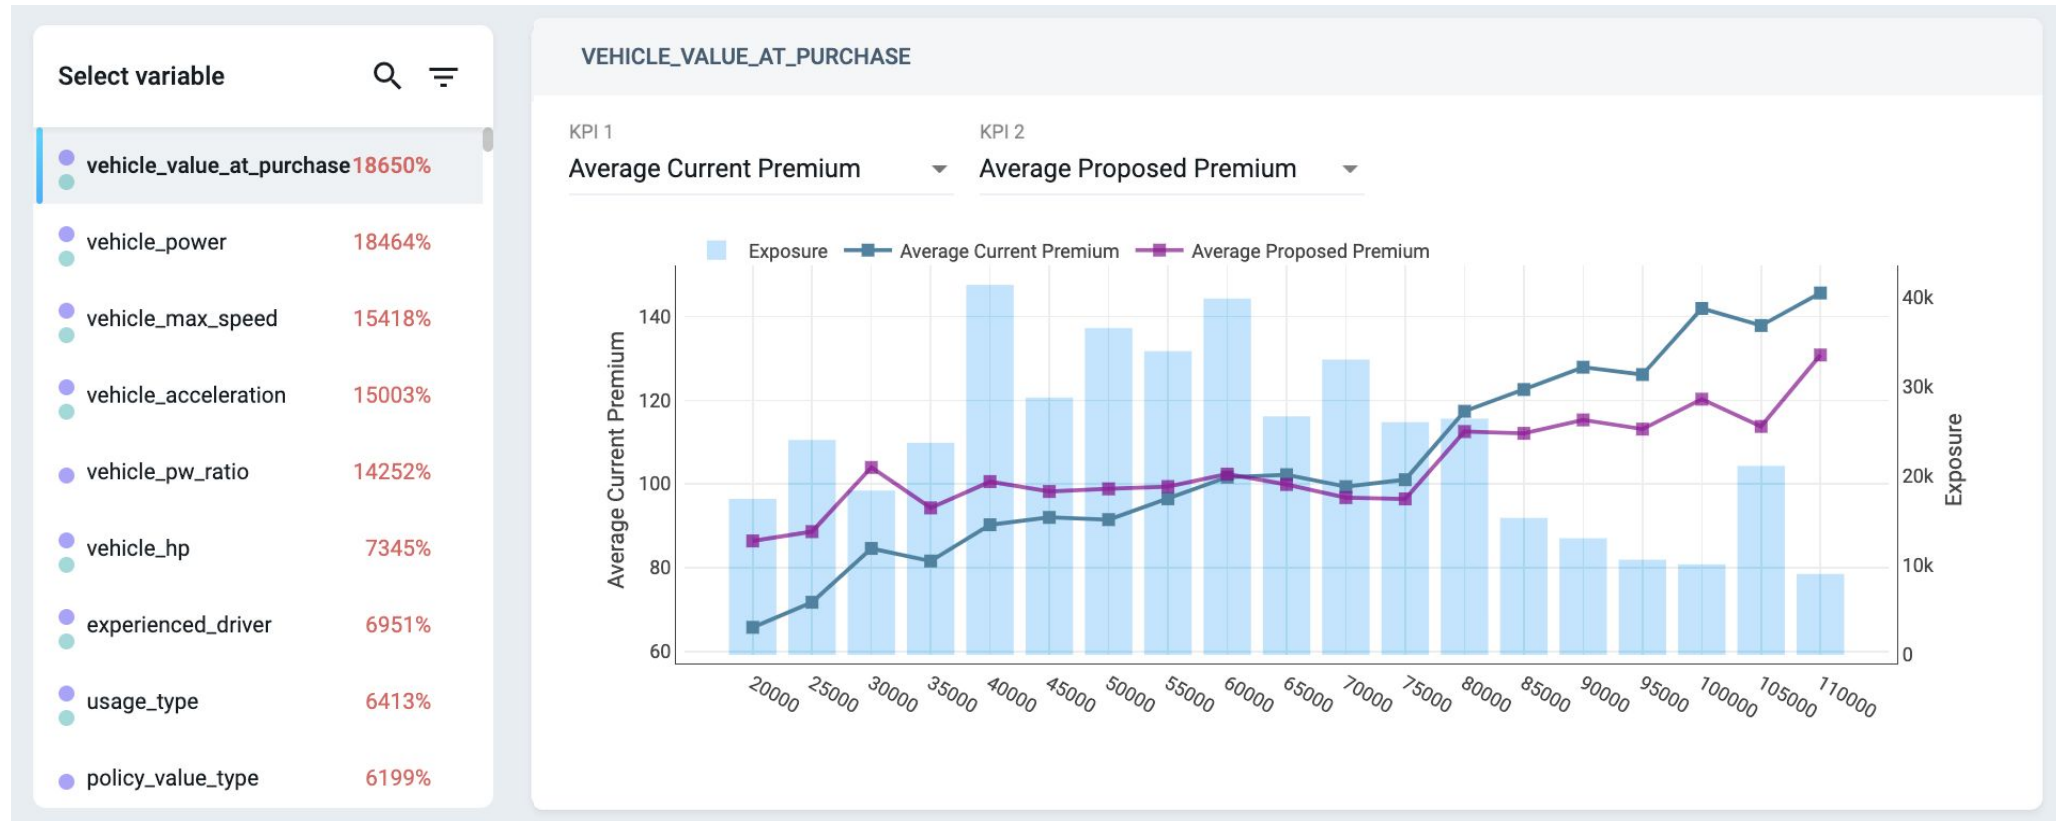 Select variable
vehicle_value_at_purchase 18650%
vehicle_power 18464%
vehicle_max_speed 15418%
vehicle_acceleration 15003%
vehicle_pw_ratio 14252%
vehicle_hp 7345%
experienced_driver 6951%
usage_type 6413%
policy_value_type 6199%
VEHICLE_VALUE_AT_PURCHASE
KPI 1
Average Current Premium
KPI 2
Average Proposed Premium
Exposure Average Current Premium Average Proposed Premium
Average Current Premium
140
120
100
80
60
40k
30k
20k
10k
0
Exposure
20000 25000 30000 35000 40000 45000 50000 55000 60000 65000 70000 75000 80000 85000 90000 95000 100000 105000 110000